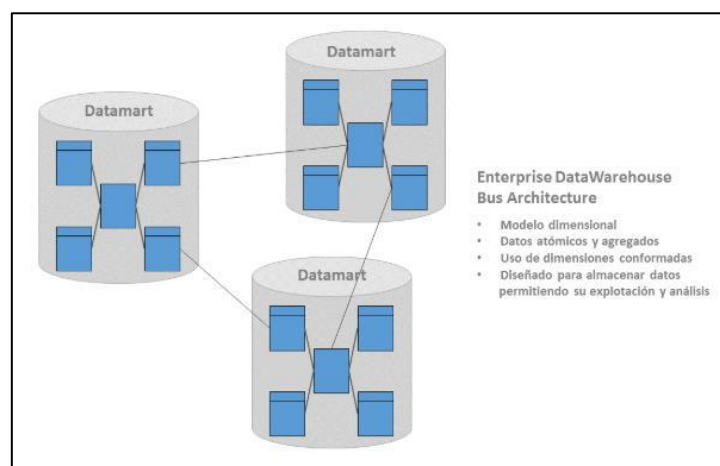 Datamart
Datamart
Datamart
Enterprise DataWarehouse
Bus Architecture
• Modelo dimensional
• Datos atómicos y agregados
• Uso de dimensiones conformadas
• Diseñado para almacenar datos
permitiendo su explotación y análisis